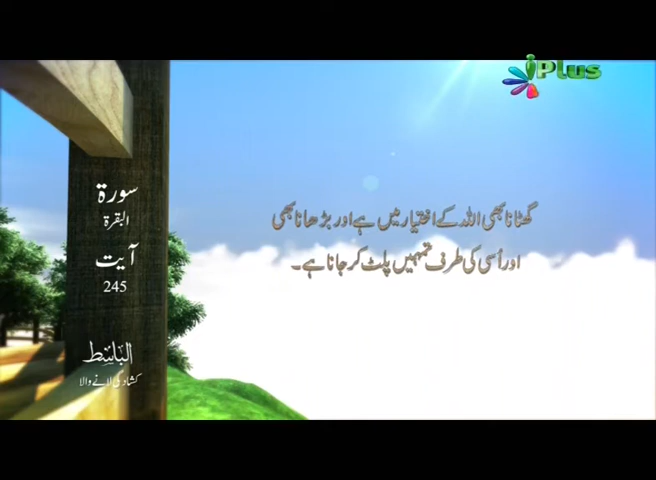 iPlus
گھٹانا بھی اللہ کے اختیار میں ہے اور بڑھانا بھی
اور اُسی کی طرف تمہیں پلٹ کر جانا ہے۔
سورۃ
البقرۃ
آیت
245
الباسط
کشادگی لانے والا